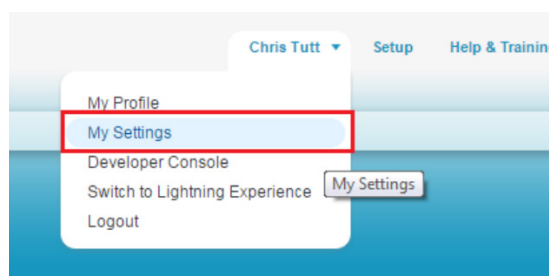 Chris Tutt Setup Help & Trainin
My Profile
My Settings
Developer Console
Switch to Lightning Experience
My Settings
Logout